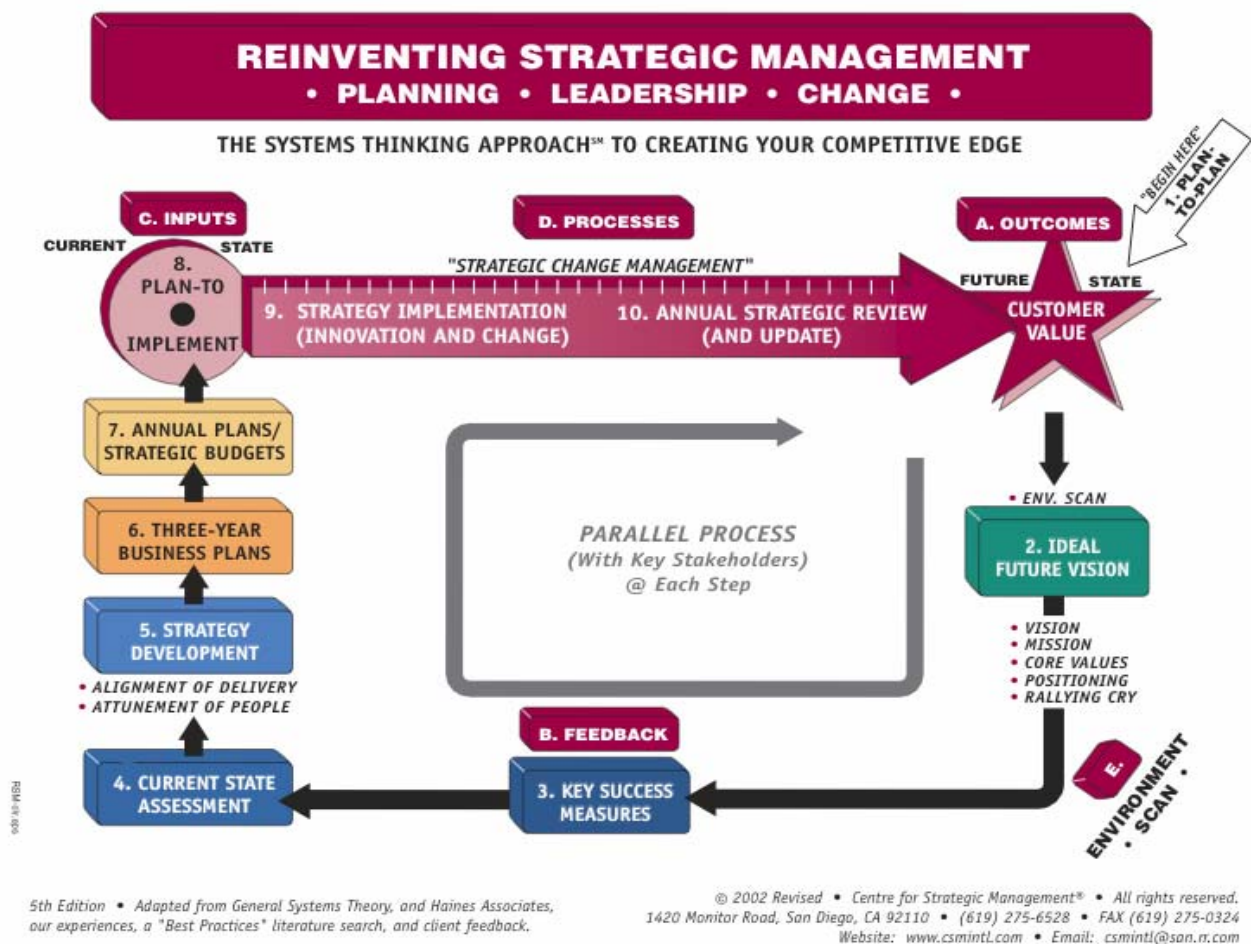 REINVENTING STRATEGIC MANAGEMENT
• PLANNING • LEADERSHIP • CHANGE •
THE SYSTEMS THINKING APPROACH℠ TO CREATING YOUR COMPETITIVE EDGE
"BEGIN HERE"
1. PLAN-
TO-PLAN
C. INPUTS
D. PROCESSES
A. OUTCOMES
CURRENT STATE
"STRATEGIC CHANGE MANAGEMENT"
FUTURE STATE
8.
PLAN-TO
IMPLEMENT
9. STRATEGY IMPLEMENTATION
(INNOVATION AND CHANGE)
10. ANNUAL STRATEGIC REVIEW
(AND UPDATE)
CUSTOMER
VALUE
7. ANNUAL PLANS/
STRATEGIC BUDGETS
6. THREE-YEAR
BUSINESS PLANS
5. STRATEGY
DEVELOPMENT
• ALIGNMENT OF DELIVERY
• ATTUNEMENT OF PEOPLE
4. CURRENT STATE
ASSESSMENT
PARALLEL PROCESS
(With Key Stakeholders)
@ Each Step
• ENV. SCAN
2. IDEAL
FUTURE VISION
• VISION
• MISSION
• CORE VALUES
• POSITIONING
• RALLYING CRY
B. FEEDBACK
3. KEY SUCCESS
MEASURES
E.
ENVIRONMENT
• SCAN •
5th Edition • Adapted from General Systems Theory, and Haines Associates,
our experiences, a "Best Practices" literature search, and client feedback.
© 2002 Revised • Centre for Strategic Management® • All rights reserved.
1420 Monitor Road, San Diego, CA 92110 • (619) 275-6528 • FAX (619) 275-0324
Website: www.csmintl.com • Email: csmintl@san.rr.com